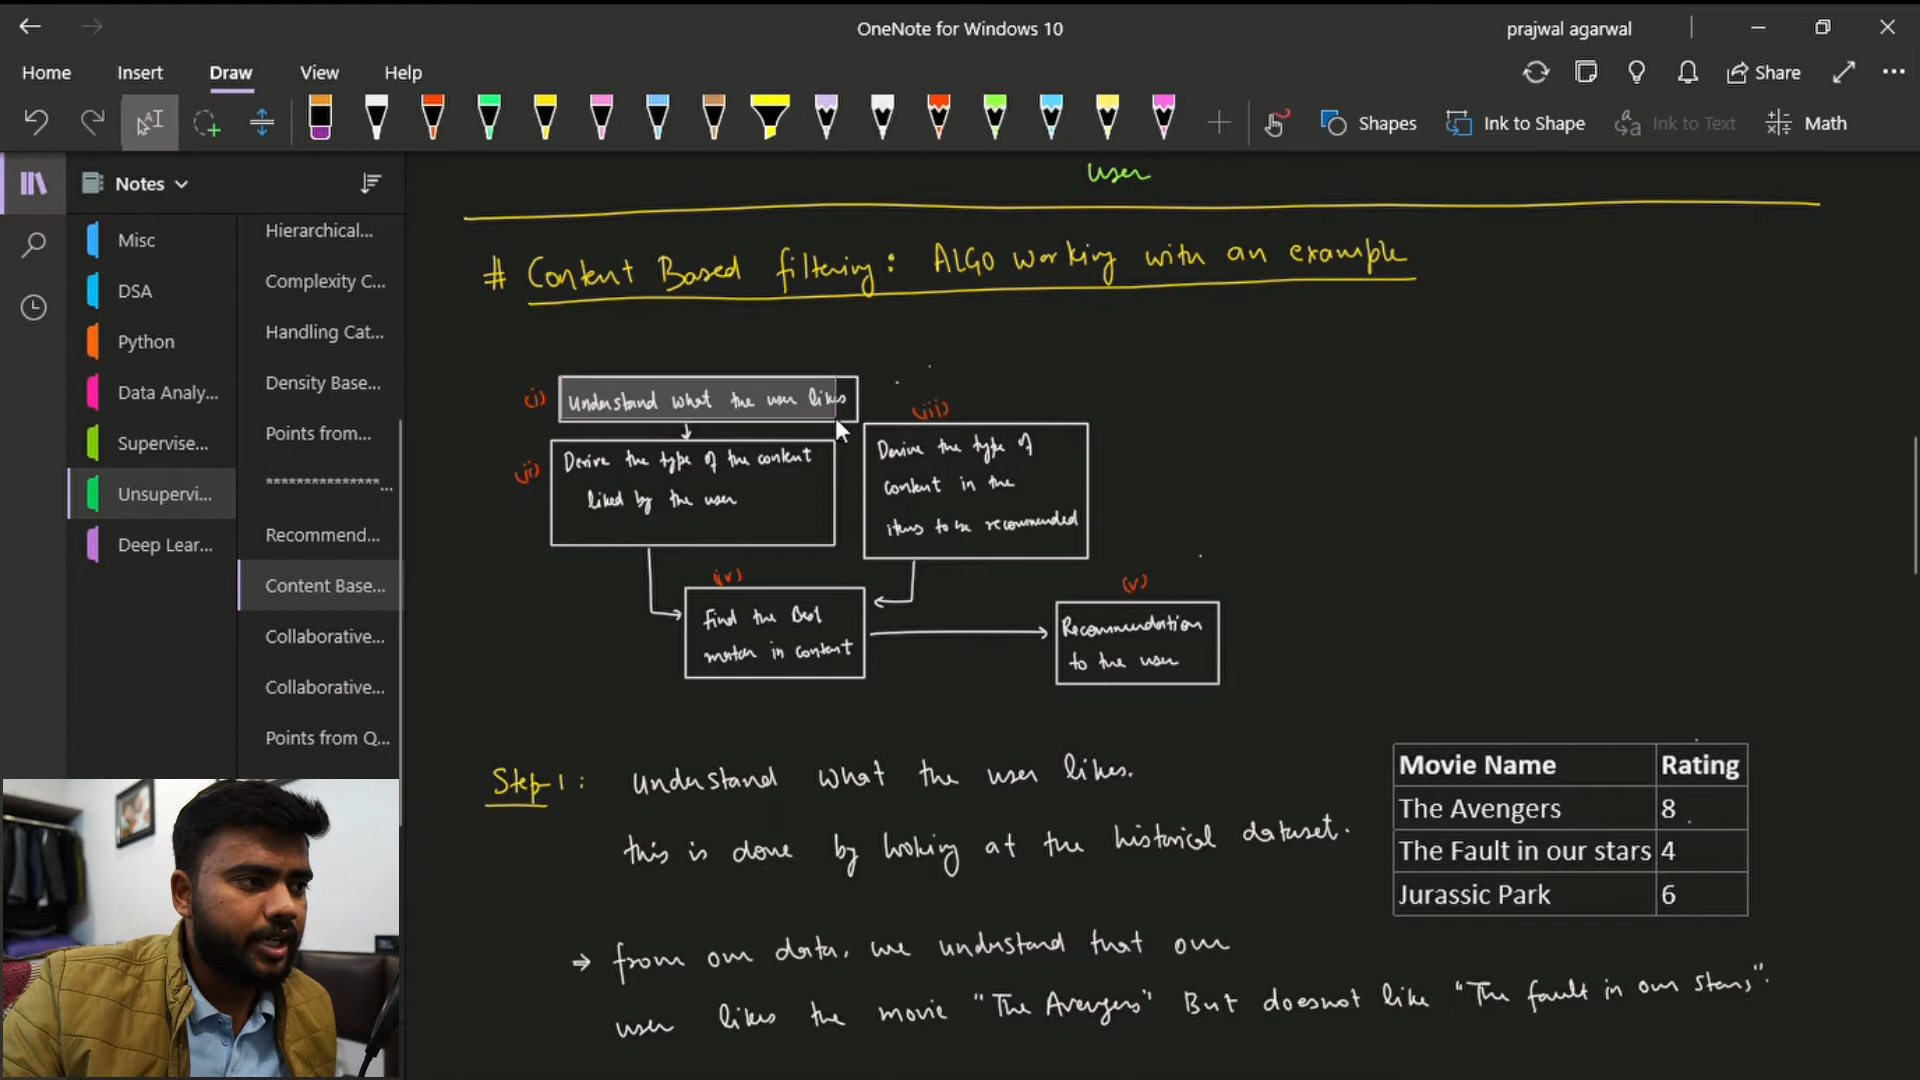 OneNote for Windows 10
prajwal agarwal
Home
Insert
Draw
View
Help
Share
Shapes
Ink to Shape
Ink to Text
Math
Notes
Misc
DSA
Python
Data Analy...
Supervise...
Unsupervi...
Deep Lear...
Hierarchical...
Complexity C...
Handling Cat...
Density Base...
Points from...
***************...
Recommend...
Content Base...
Collaborative...
Collaborative...
Points from Q...
user
# Content Based filtering: ALGO working with an example
(i) Understand what the user likes
(ii) Derive the type of the content
liked by the user
(iii)
Derive the type of
content in the
items to be recommended
(iv)
find the Best
match in content
(v)
Recommendation
to the user
Step 1: Understand what the user likes.
this is done by looking at the historical dataset.
Movie Name Rating
The Avengers 8
The Fault in our stars 4
Jurassic Park 6
→ from our data, we understand that our
user likes the movie "The Avengers" But doesnot like "The fault in our stars,".